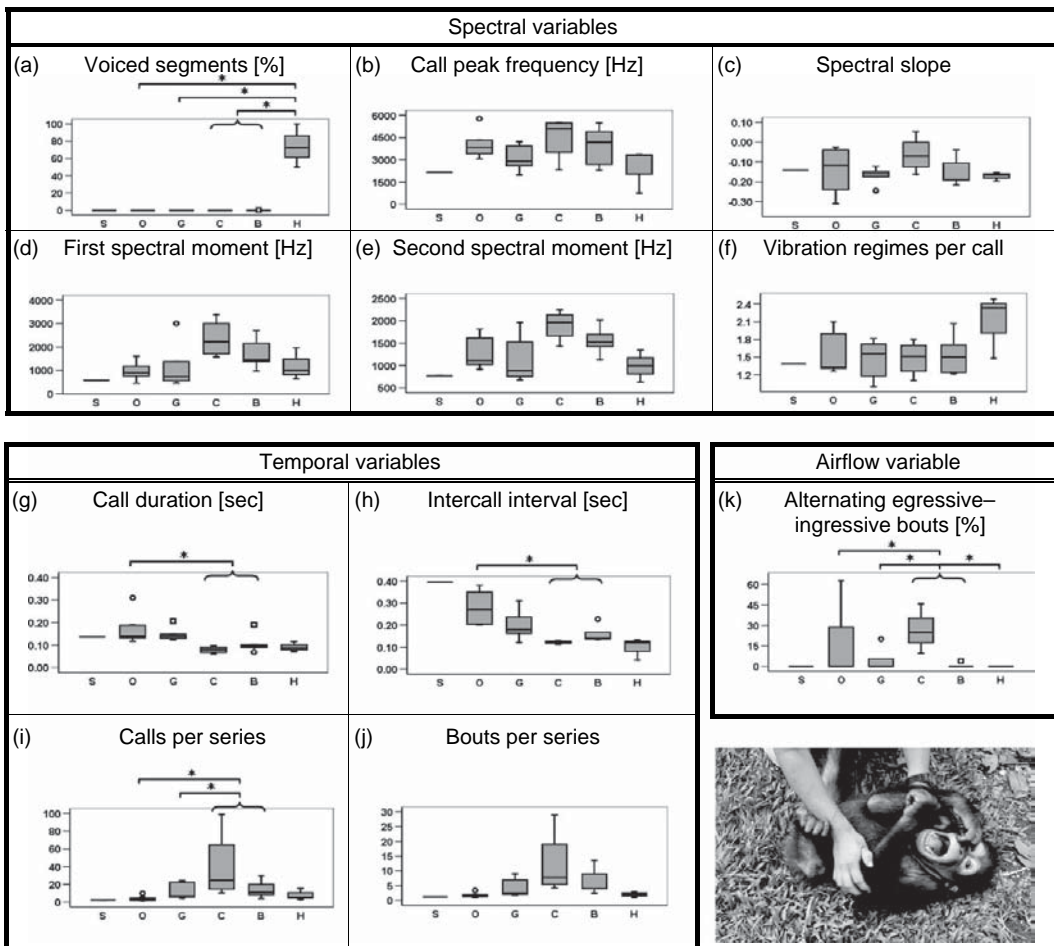 Spectral variables
(a) Voiced segments [%]
(b) Call peak frequency [Hz]
(c) Spectral slope
*
*
*
100
80
60
40
20
0
S O G C B H
6000
4500
3000
1500
0
S O G C B H
0.10
0.00
-0.10
-0.20
-0.30
S O G C B H
(d) First spectral moment [Hz]
(e) Second spectral moment [Hz]
(f) Vibration regimes per call
4000
3000
2000
1000
0
S O G C B H
2500
2000
1500
1000
500
S O G C B H
2.4
2.1
1.8
1.5
1.2
S O G C B H
Temporal variables
(g) Call duration [sec]
(h) Intercall interval [sec]
*
0.40
0.30
0.20
0.10
0.00
S O G C B H
*
0.40
0.30
0.20
0.10
0.00
S O G C B H
(i) Calls per series
(j) Bouts per series
*
*
100
80
60
40
20
0
S O G C B H
30
25
20
15
10
5
0
S O G C B H
Airflow variable
(k) Alternating egressive–
ingressive bouts [%]
*
* *
60
45
30
15
0
S O G C B H